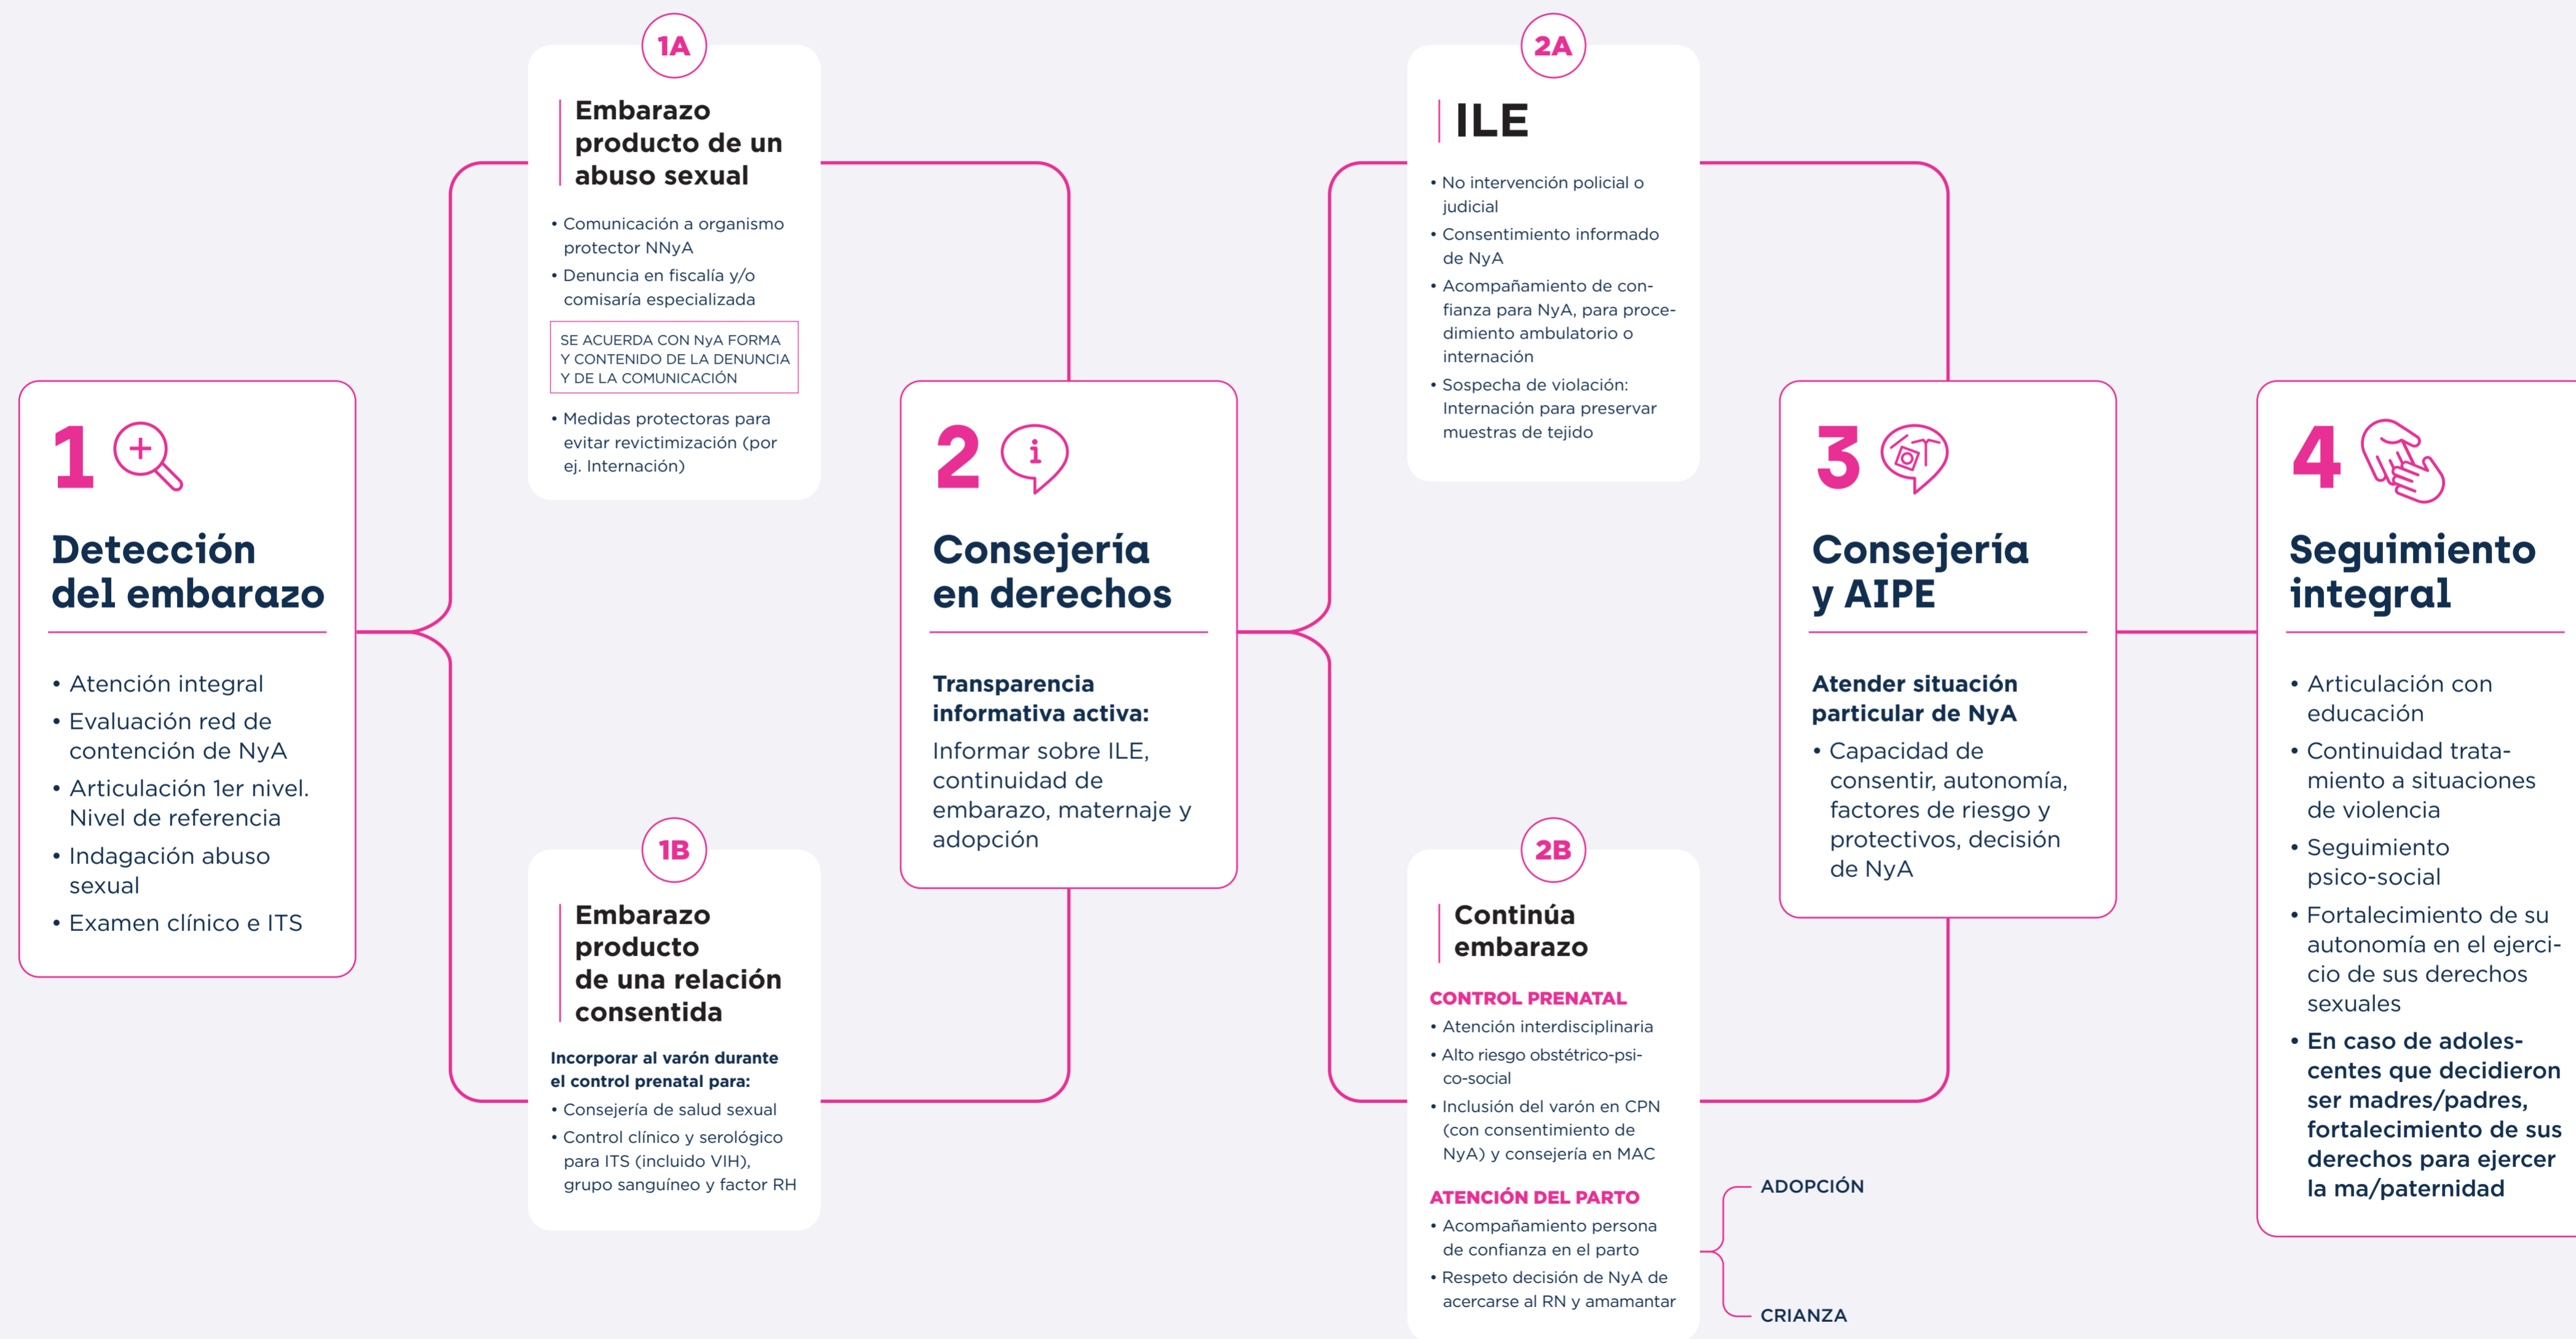 1
Detección
del embarazo
• Atención integral
• Evaluación red de
contención de NyA
• Articulación 1er nivel.
Nivel de referencia
• Indagación abuso
sexual
• Examen clínico e ITS
1A
Embarazo
producto de un
abuso sexual
• Comunicación a organismo
protector NNyA
• Denuncia en fiscalía y/o
comisaría especializada
SE ACUERDA CON NyA FORMA
Y CONTENIDO DE LA DENUNCIA
Y DE LA COMUNICACIÓN
• Medidas protectoras para
evitar revictimización (por
ej. Internación)
1B
Embarazo
producto
de una relación
consentida
Incorporar al varón durante
el control prenatal para:
• Consejería de salud sexual
• Control clínico y serológico
para ITS (incluido VIH),
grupo sanguíneo y factor RH
2
i
Consejería
en derechos
Transparencia
informativa activa:
Informar sobre ILE,
continuidad de
embarazo, maternaje y
adopción
2A
ILE
• No intervención policial o
judicial
• Consentimiento informado
de NyA
• Acompañamiento de con-
fianza para NyA, para proce-
dimiento ambulatorio o
internación
• Sospecha de violación:
Internación para preservar
muestras de tejido
2B
Continúa
embarazo
CONTROL PRENATAL
• Atención interdisciplinaria
• Alto riesgo obstétrico-psi-
co-social
• Inclusión del varón en CPN
(con consentimiento de
NyA) y consejería en MAC
ATENCIÓN DEL PARTO
• Acompañamiento persona
de confianza en el parto
• Respeto decisión de NyA de
acercarse al RN y amamantar
ADOPCIÓN
CRIANZA
3
Consejería
y AIPE
Atender situación
particular de NyA
• Capacidad de
consentir, autonomía,
factores de riesgo y
protectivos, decisión
de NyA
4
Seguimiento
integral
• Articulación con
educación
• Continuidad trata-
miento a situaciones
de violencia
• Seguimiento
psico-social
• Fortalecimiento de su
autonomía en el ejerci-
cio de sus derechos
sexuales
• En caso de adoles-
centes que decidieron
ser madres/padres,
fortalecimiento de sus
derechos para ejercer
la ma/paternidad